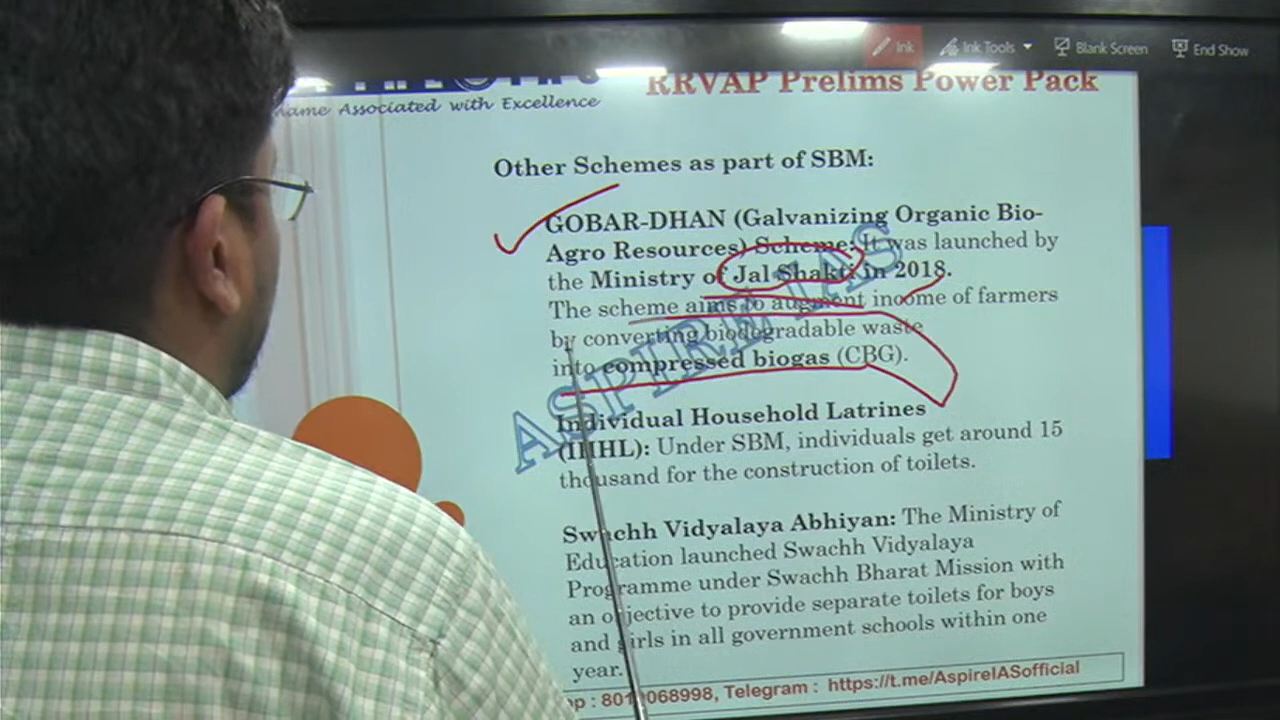 Ink
Ink Tools
Blank Screen
End Show
RRVAP Prelims Power Pack
Name Associated with Excellence
Other Schemes as part of SBM:
GOBAR-DHAN (Galvanizing Organic Bio-
Agro Resources) Scheme: It was launched by
the Ministry of Jal Shakti in 2018.
The scheme aims to augment income of farmers
by converting biodegradable waste
into compressed biogas (CBG).
ASPIRE IAS
Individual Household Latrines
(IHHL): Under SBM, individuals get around 15
thousand for the construction of toilets.
Swachh Vidyalaya Abhiyan: The Ministry of
Education launched Swachh Vidyalaya
Programme under Swachh Bharat Mission with
an objective to provide separate toilets for boys
and girls in all government schools within one
year.
Telegram : https://t.me/AspireIASofficial